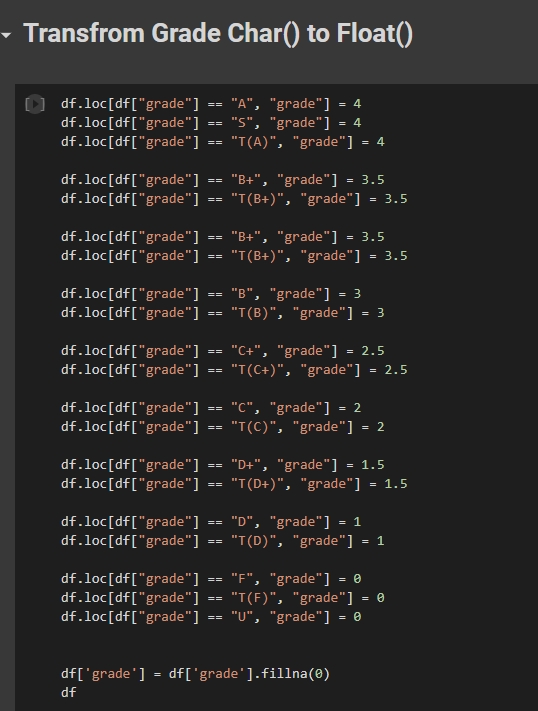 Transfrom Grade Char() to Float()
df.loc[df["grade"] == "A", "grade"] = 4
df.loc[df["grade"] == "S", "grade"] = 4
df.loc[df["grade"] == "T(A)", "grade"] = 4
df.loc[df["grade"] == "B+", "grade"] = 3.5
df.loc[df["grade"] == "T(B+)", "grade"] = 3.5
df.loc[df["grade"] == "B+", "grade"] = 3.5
df.loc[df["grade"] == "T(B+)", "grade"] = 3.5
df.loc[df["grade"] == "B", "grade"] = 3
df.loc[df["grade"] == "T(B)", "grade"] = 3
df.loc[df["grade"] == "C+", "grade"] = 2.5
df.loc[df["grade"] == "T(C+)", "grade"] = 2.5
df.loc[df["grade"] == "C", "grade"] = 2
df.loc[df["grade"] == "T(C)", "grade"] = 2
df.loc[df["grade"] == "D+", "grade"] = 1.5
df.loc[df["grade"] == "T(D+)", "grade"] = 1.5
df.loc[df["grade"] == "D", "grade"] = 1
df.loc[df["grade"] == "T(D)", "grade"] = 1
df.loc[df["grade"] == "F", "grade"] = 0
df.loc[df["grade"] == "T(F)", "grade"] = 0
df.loc[df["grade"] == "U", "grade"] = 0
df['grade'] = df['grade'].fillna(0)
df